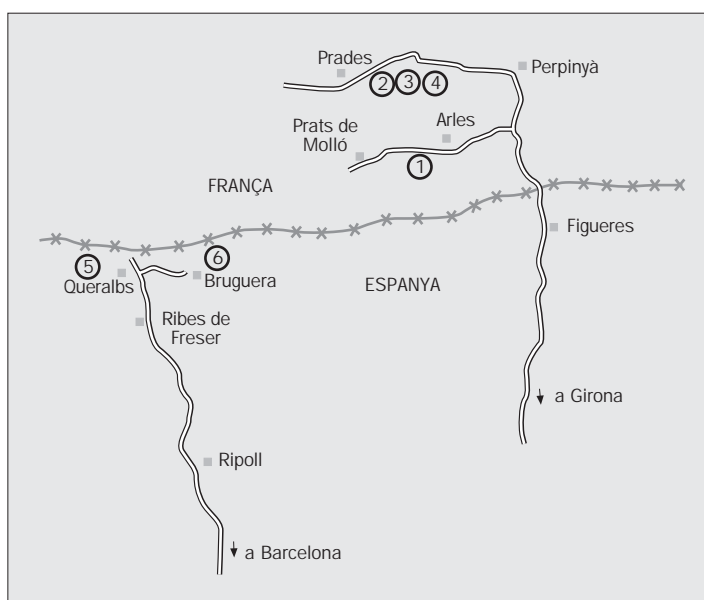 Prades
Perpinyà
2 3 4
Arles
Prats de
Molló
1
FRANÇA
Figueres
5
6
Queralbs
Bruguera
ESPANYA
Ribes de
Freser
a Girona
Ripoll
a Barcelona